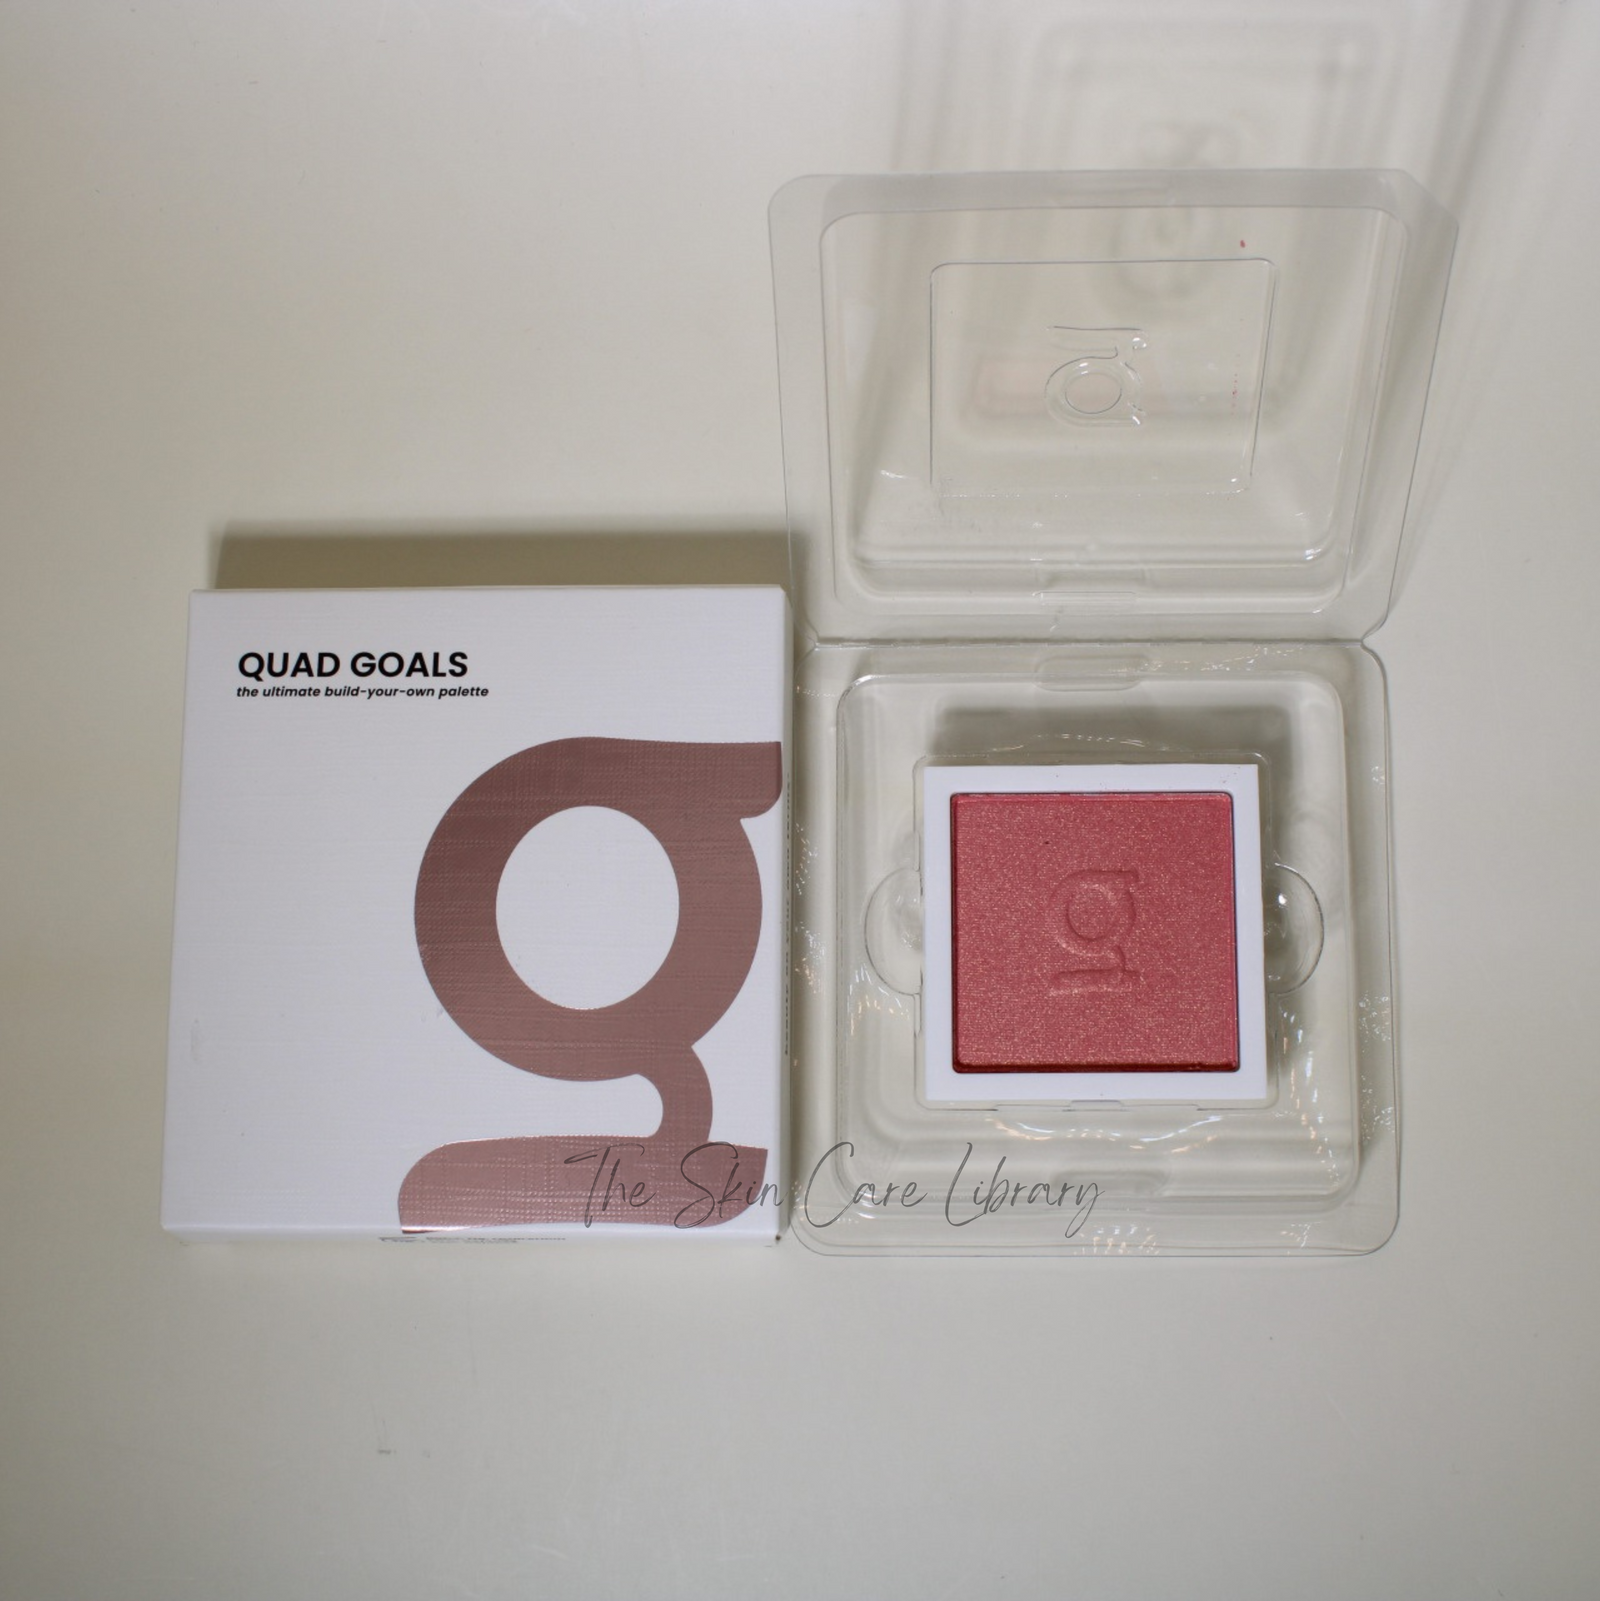 QUAD GOALS
the ultimate build-your-own palette
g
g
The Skin Care Library